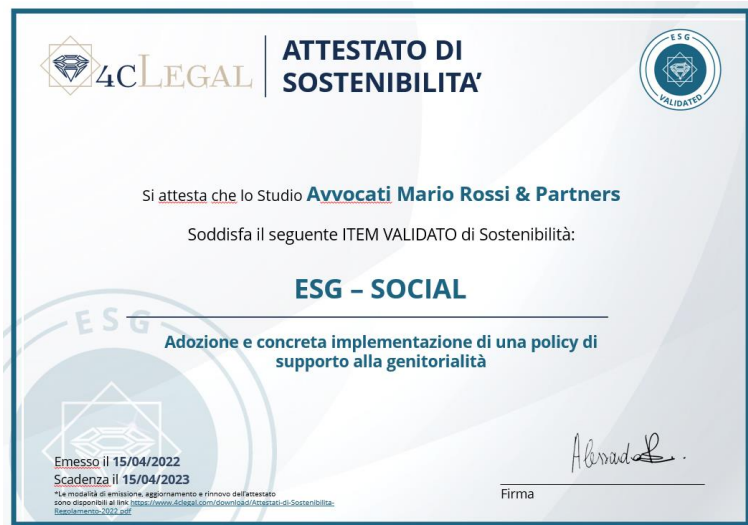 4cLEGAL
ATTESTATO DI
SOSTENIBILITA’
ESG
VALIDATED
Si attesta che lo Studio Avvocati Mario Rossi & Partners
Soddisfa il seguente ITEM VALIDATO di Sostenibilità:
ESG – SOCIAL
ESG
Adozione e concreta implementazione di una policy di
supporto alla genitorialità
Emesso il 15/04/2022
Scadenza il 15/04/2023
*Le modalità di emissione, aggiornamento e rinnovo dell'attestato
sono disponibili al link https://www.4clegal.com/download/Attestati-di-Sostenibilita-
Regolamento-2022.pdf
Firma